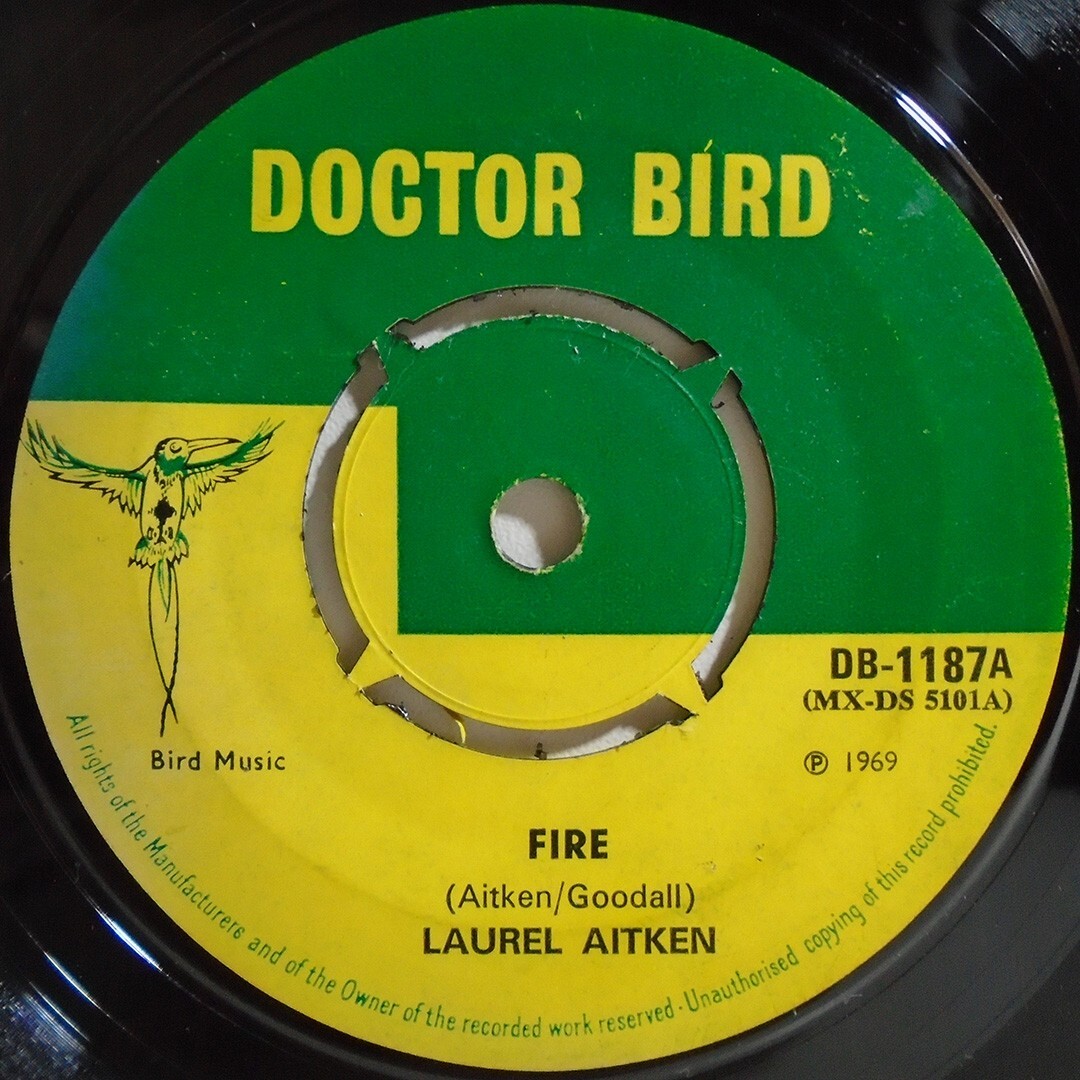 DOCTOR BIRD
DB-1187A
(MX-DS 5101A)
Bird Music
℗ 1969
FIRE
(Aitken/Goodall)
LAUREL AITKEN
All rights of the Manufacturers and of the Owner of the recorded work reserved · Unauthorised copying of this record prohibited.